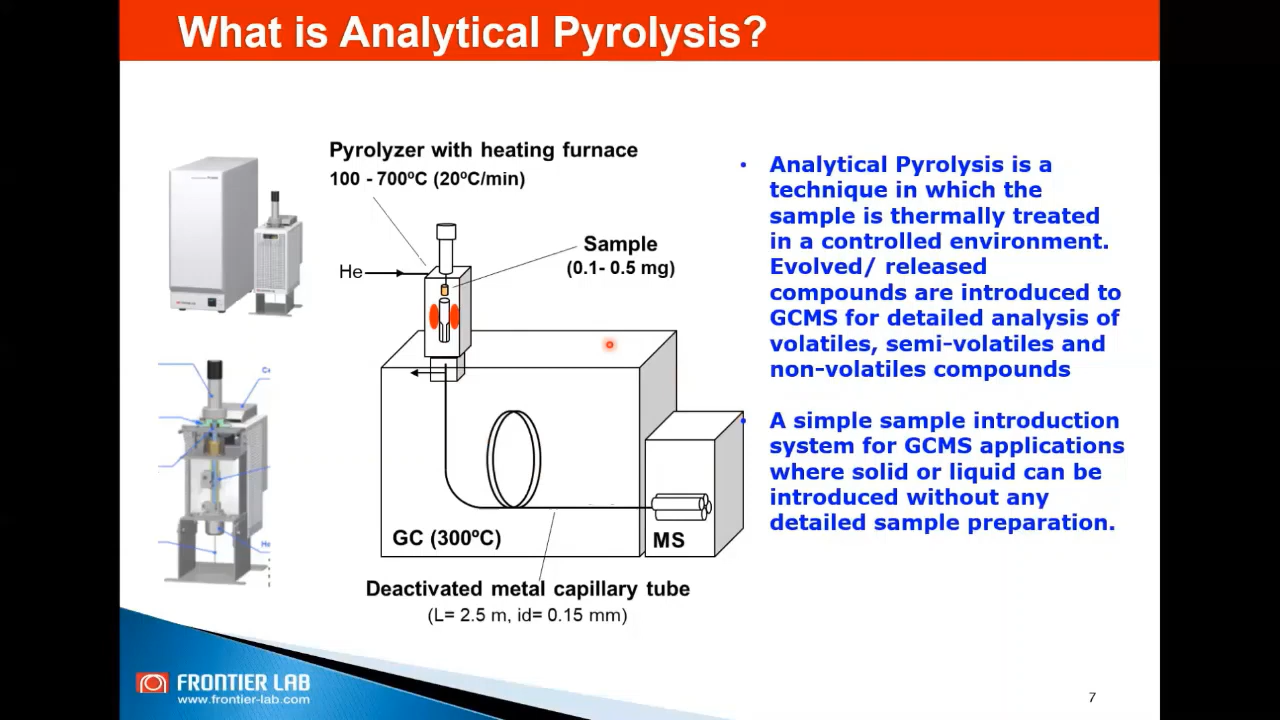 What is Analytical Pyrolysis?
Pyrolyzer with heating furnace
100 - 700ºC (20ºC/min)
Sample
(0.1- 0.5 mg)
He
GC (300ºC)
MS
Deactivated metal capillary tube
(L= 2.5 m, id= 0.15 mm)
• Analytical Pyrolysis is a
technique in which the
sample is thermally treated
in a controlled environment.
Evolved/ released
compounds are introduced to
GCMS for detailed analysis of
volatiles, semi-volatiles and
non-volatiles compounds
• A simple sample introduction
system for GCMS applications
where solid or liquid can be
introduced without any
detailed sample preparation.
FRONTIER LAB
www.frontier-lab.com
7